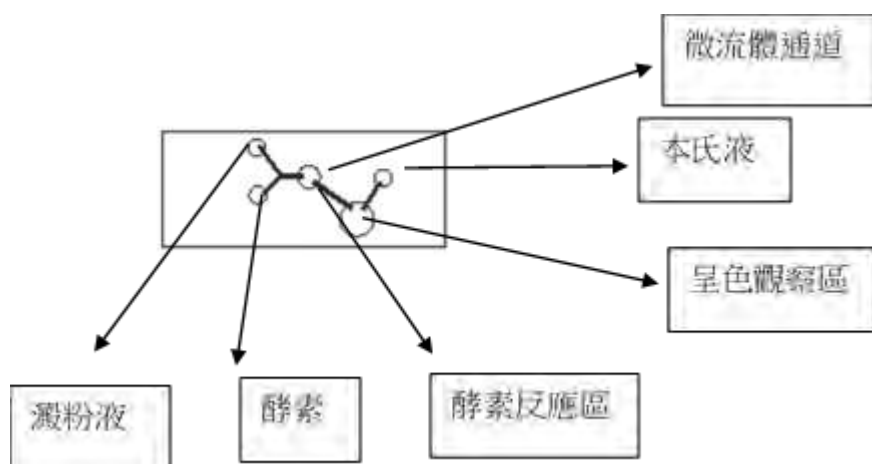 微流體通道
本氏液
呈色觀察區
澱粉液
酵素
酵素反應區